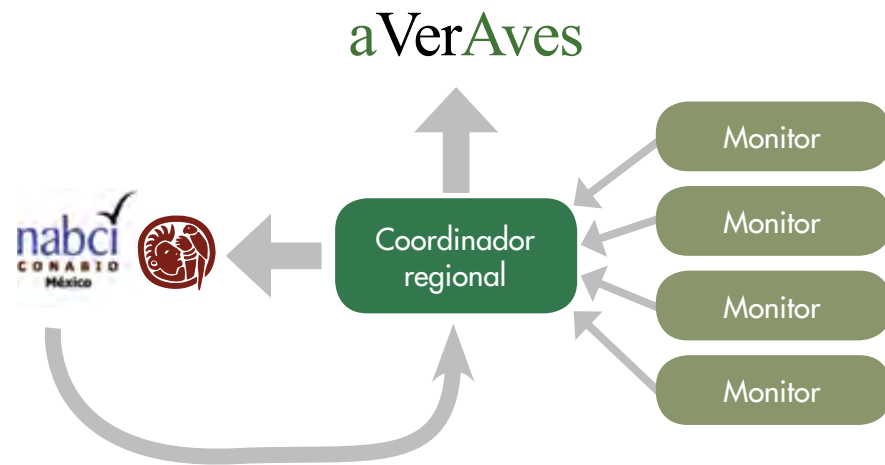 aVerAves
Monitor
Monitor
Coordinador
regional
nabci
CONABIO
México
Monitor
Monitor